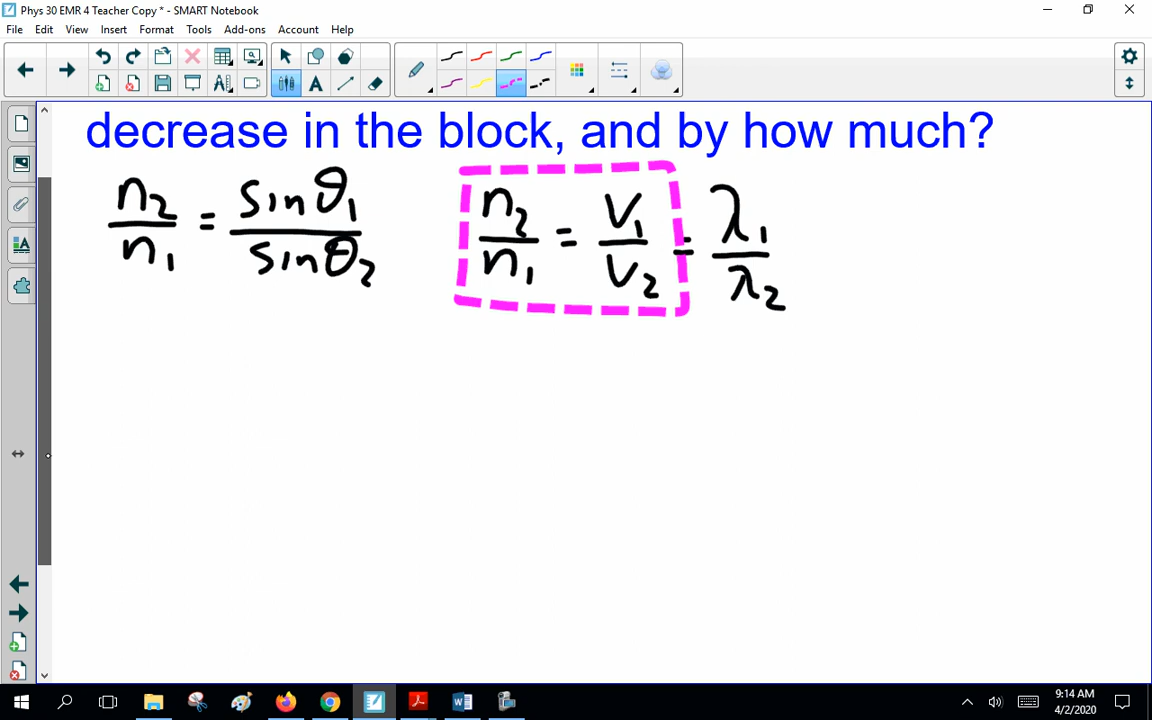 Phys 30 EMR 4 Teacher Copy * - SMART Notebook
File Edit View Insert Format Tools Add-ons Account Help
decrease in the block, and by how much?
n₂/n₁ = sinθ₁/sinθ₂
n₂/n₁ = v₁/v₂ = λ₁/λ₂
9:14 AM
4/2/2020